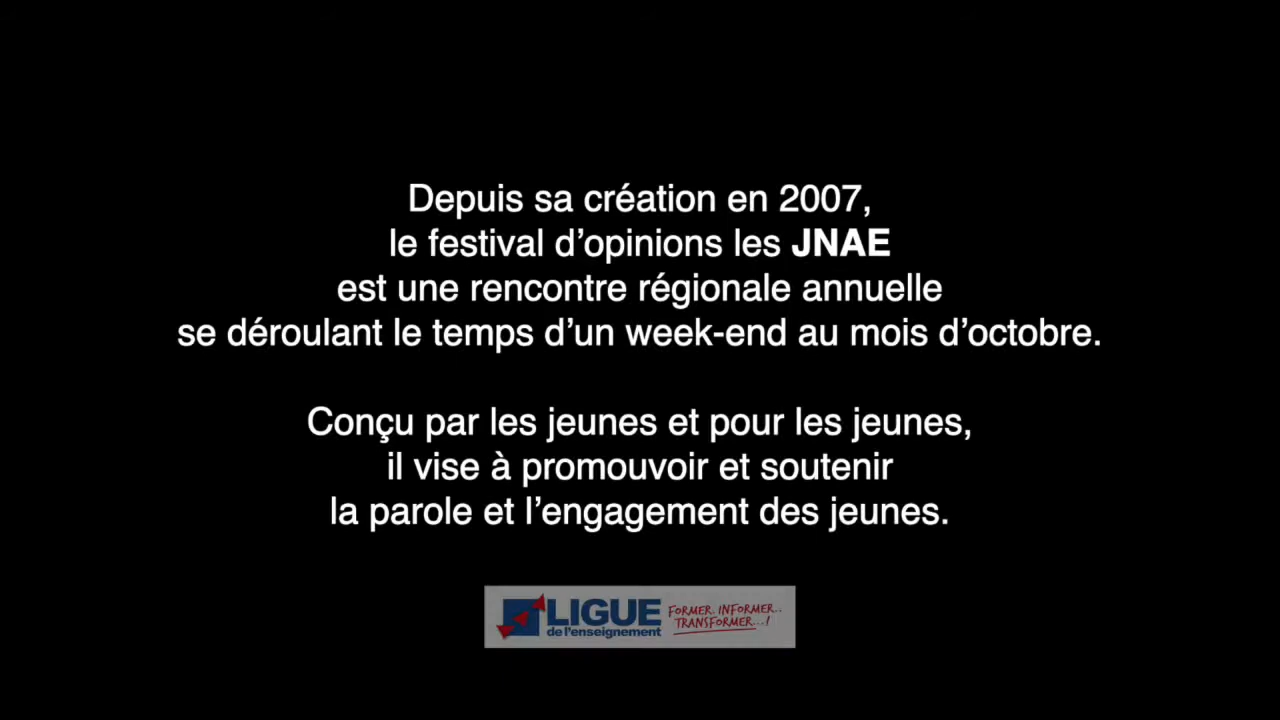 Depuis sa création en 2007,
le festival d’opinions les JNAE
est une rencontre régionale annuelle
se déroulant le temps d’un week-end au mois d’octobre.
Conçu par les jeunes et pour les jeunes,
il vise à promouvoir et soutenir
la parole et l’engagement des jeunes.
LIGUE
de l’enseignement
FORMER. INFORMER..
TRANSFORMER...!